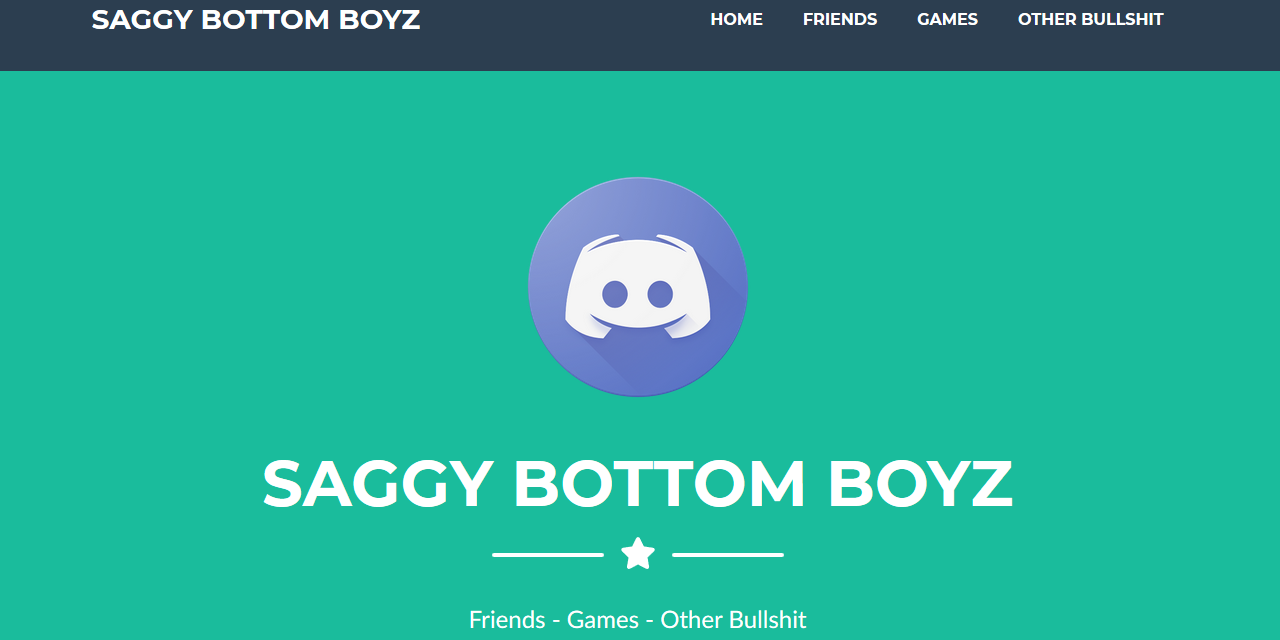 SAGGY BOTTOM BOYZ HOME FRIENDS GAMES OTHER BULLSHIT
SAGGY BOTTOM BOYZ
Friends - Games - Other Bullshit